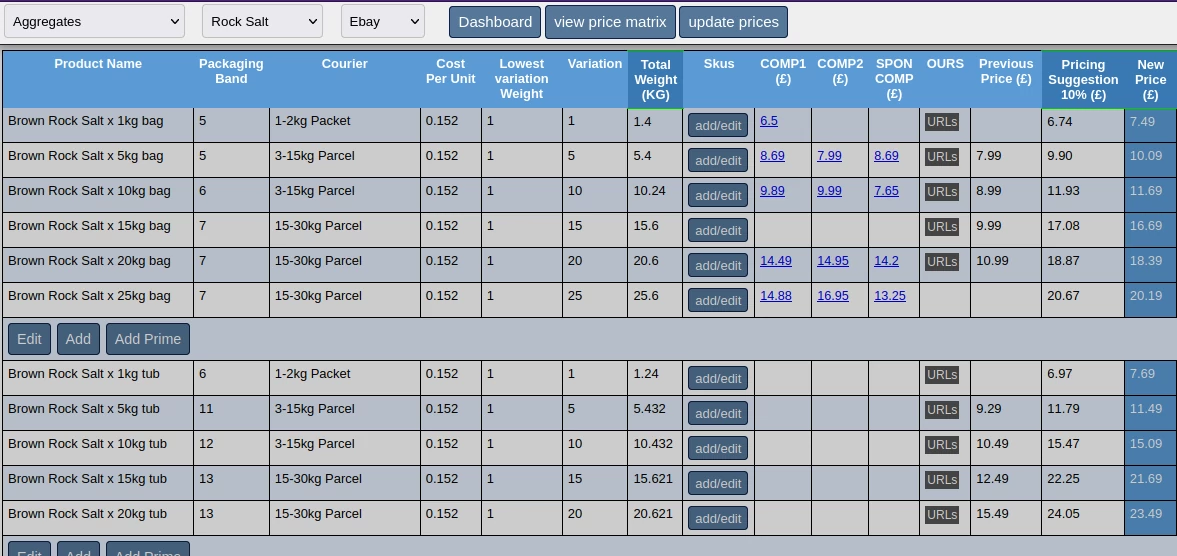 Aggregates Rock Salt Ebay Dashboard view price matrix update prices
Product Name Packaging Band Courier Cost Per Unit Lowest variation Weight Variation Total Weight (KG) Skus COMP1 (£) COMP2 (£) SPON COMP (£) OURS Previous Price (£) Pricing Suggestion 10% (£) New Price (£)
Brown Rock Salt x 1kg bag 5 1-2kg Packet 0.152 1 1 1.4 add/edit 6.5 URLs 6.74 7.49
Brown Rock Salt x 5kg bag 5 3-15kg Parcel 0.152 1 5 5.4 add/edit 8.69 7.99 8.69 URLs 7.99 9.90 10.09
Brown Rock Salt x 10kg bag 6 3-15kg Parcel 0.152 1 10 10.24 add/edit 9.89 9.99 7.65 URLs 8.99 11.93 11.69
Brown Rock Salt x 15kg bag 7 15-30kg Parcel 0.152 1 15 15.6 add/edit URLs 9.99 17.08 16.69
Brown Rock Salt x 20kg bag 7 15-30kg Parcel 0.152 1 20 20.6 add/edit 14.49 14.95 14.2 URLs 10.99 18.87 18.39
Brown Rock Salt x 25kg bag 7 15-30kg Parcel 0.152 1 25 25.6 add/edit 14.88 16.95 13.25 20.67 20.19
Edit Add Add Prime
Brown Rock Salt x 1kg tub 6 1-2kg Packet 0.152 1 1 1.24 add/edit URLs 6.97 7.69
Brown Rock Salt x 5kg tub 11 3-15kg Parcel 0.152 1 5 5.432 add/edit URLs 9.29 11.79 11.49
Brown Rock Salt x 10kg tub 12 3-15kg Parcel 0.152 1 10 10.432 add/edit URLs 10.49 15.47 15.09
Brown Rock Salt x 15kg tub 13 15-30kg Parcel 0.152 1 15 15.621 add/edit URLs 12.49 22.25 21.69
Brown Rock Salt x 20kg tub 13 15-30kg Parcel 0.152 1 20 20.621 add/edit URLs 15.49 24.05 23.49
Edit Add Add Prime